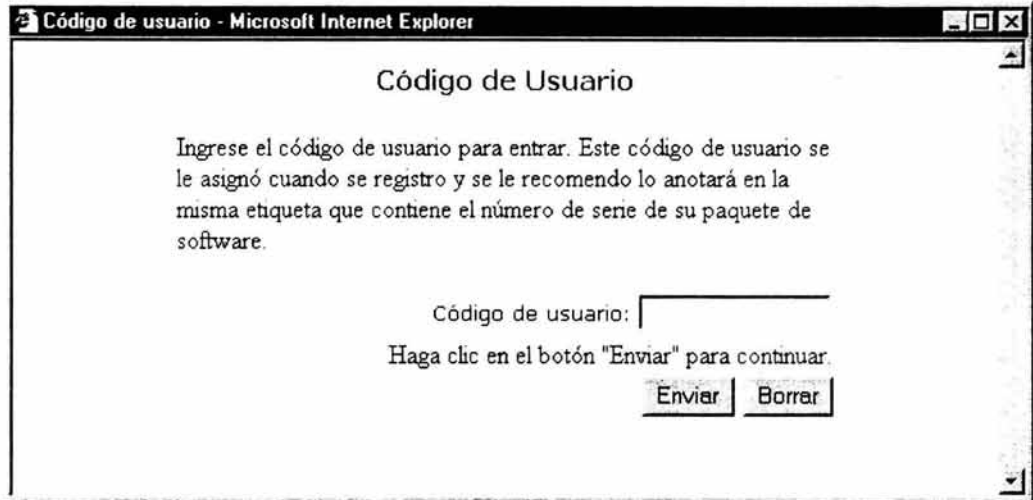 Código de usuario - Microsoft Internet Explorer
Código de Usuario
Ingrese el código de usuario para entrar. Este código de usuario se
le asignó cuando se registro y se le recomendo lo anotará en la
misma etiqueta que contiene el número de serie de su paquete de
software.
Código de usuario:
Haga clic en el botón "Enviar" para continuar.
Enviar Borrar